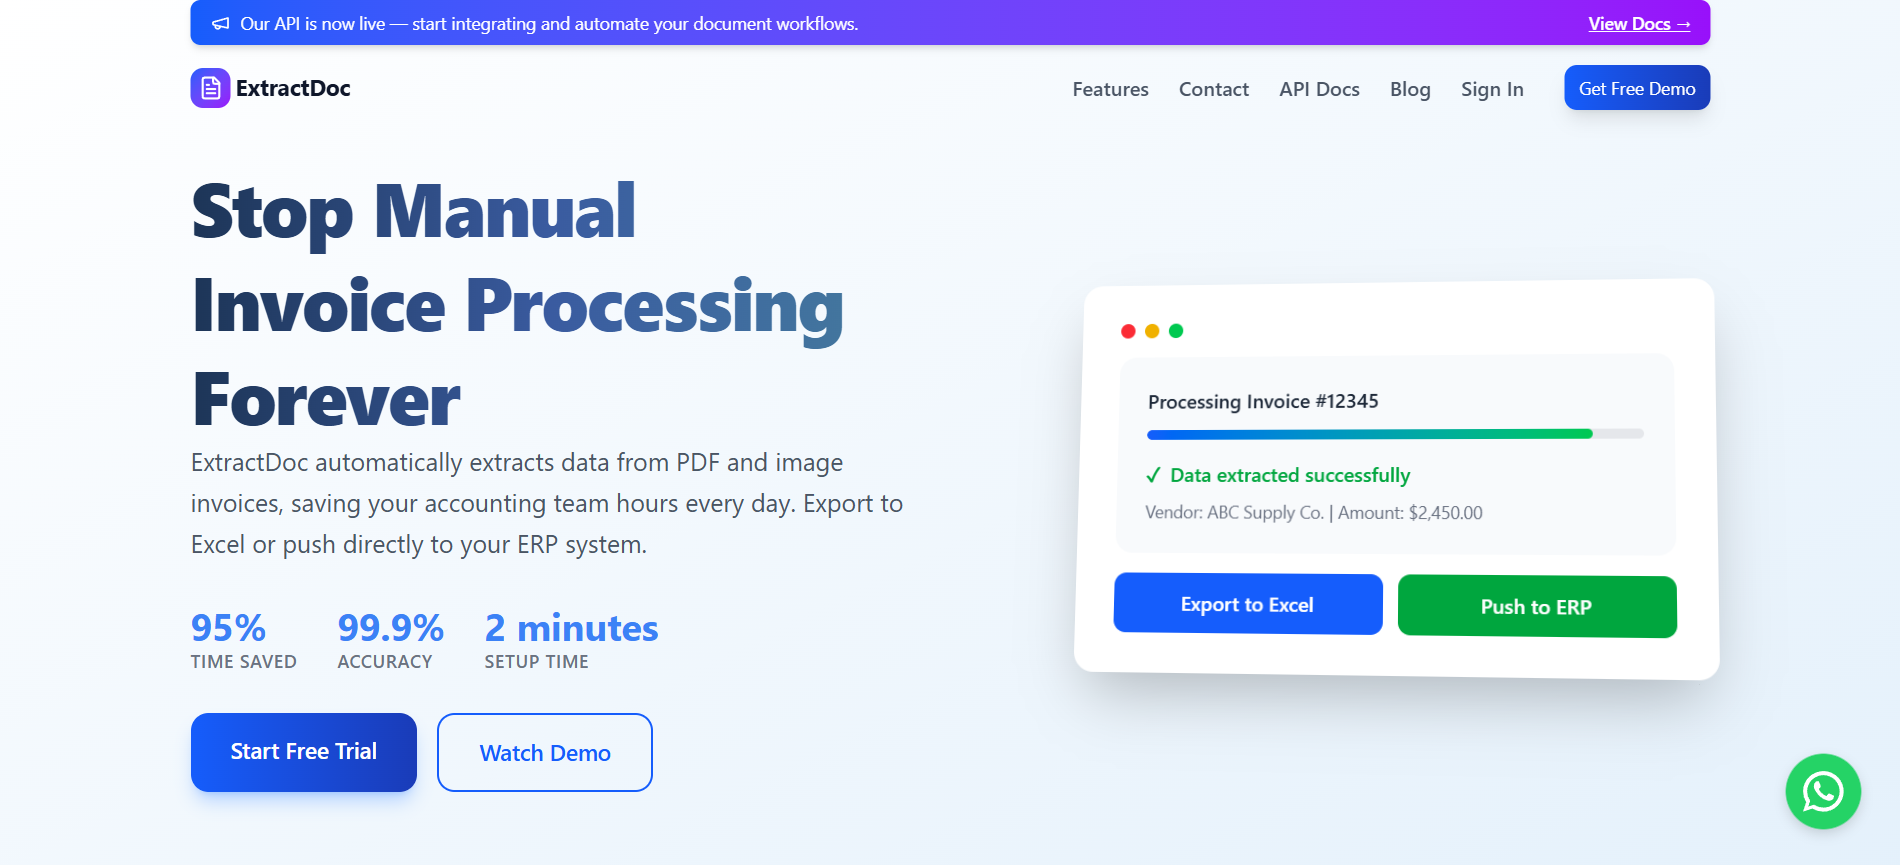 Our API is now live — start integrating and automate your document workflows.
View Docs →
ExtractDoc
Features
Contact
API Docs
Blog
Sign In
Get Free Demo
Stop Manual
Invoice Processing
Forever
ExtractDoc automatically extracts data from PDF and image
invoices, saving your accounting team hours every day. Export to
Excel or push directly to your ERP system.
95%
TIME SAVED
99.9%
ACCURACY
2 minutes
SETUP TIME
Start Free Trial
Watch Demo
Processing Invoice #12345
✓ Data extracted successfully
Vendor: ABC Supply Co. | Amount: $2,450.00
Export to Excel
Push to ERP